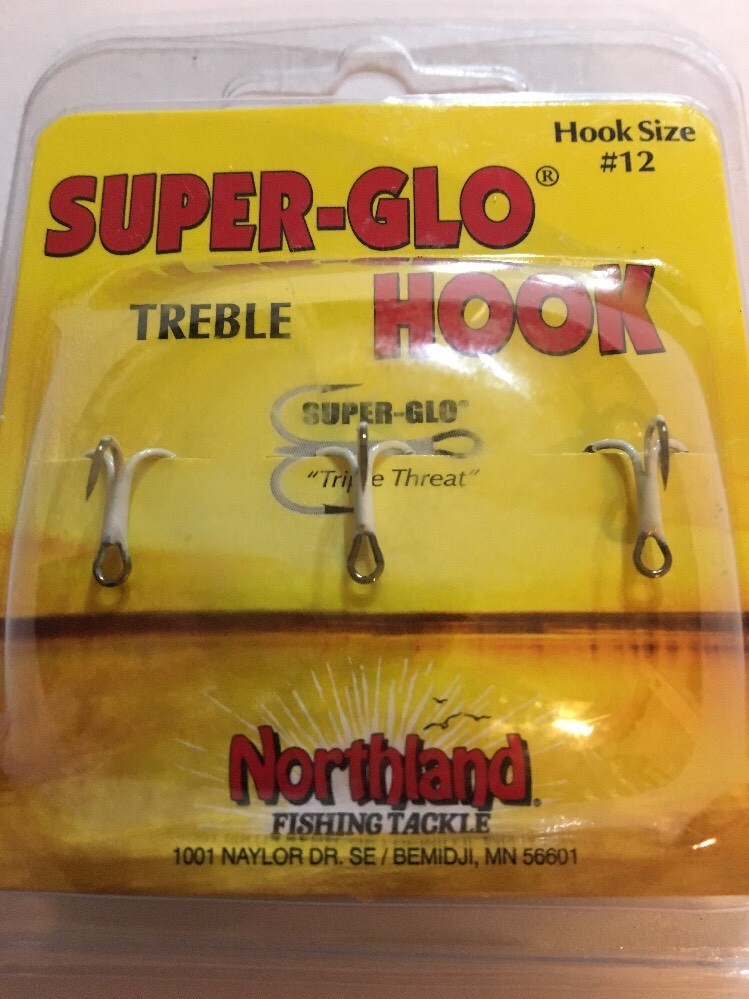 Hook Size
#12
SUPER-GLO®
TREBLE HOOK
SUPER-GLO®
"Triple Threat"
Northland
FISHING TACKLE
1001 NAYLOR DR. SE / BEMIDJI, MN 56601